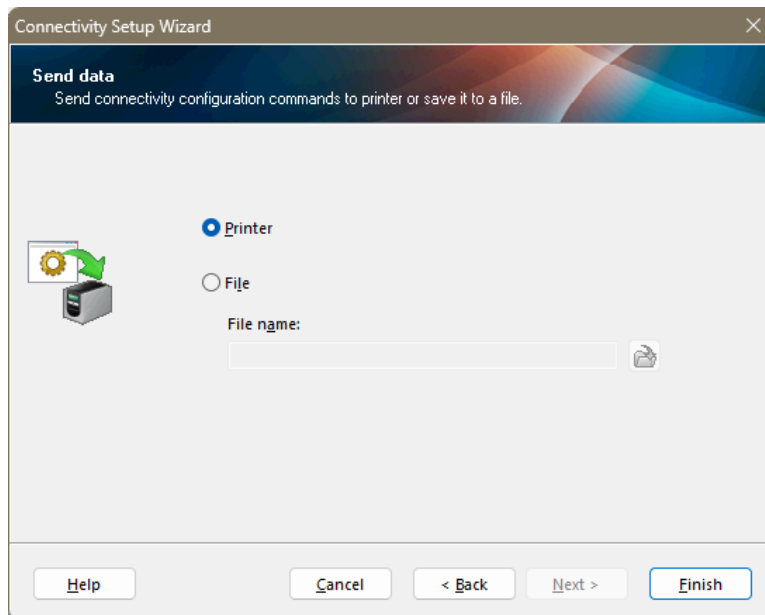 Connectivity Setup Wizard
Send data
Send connectivity configuration commands to printer or save it to a file.
Printer
File
File name:
Help
Cancel
< Back
Next >
Finish